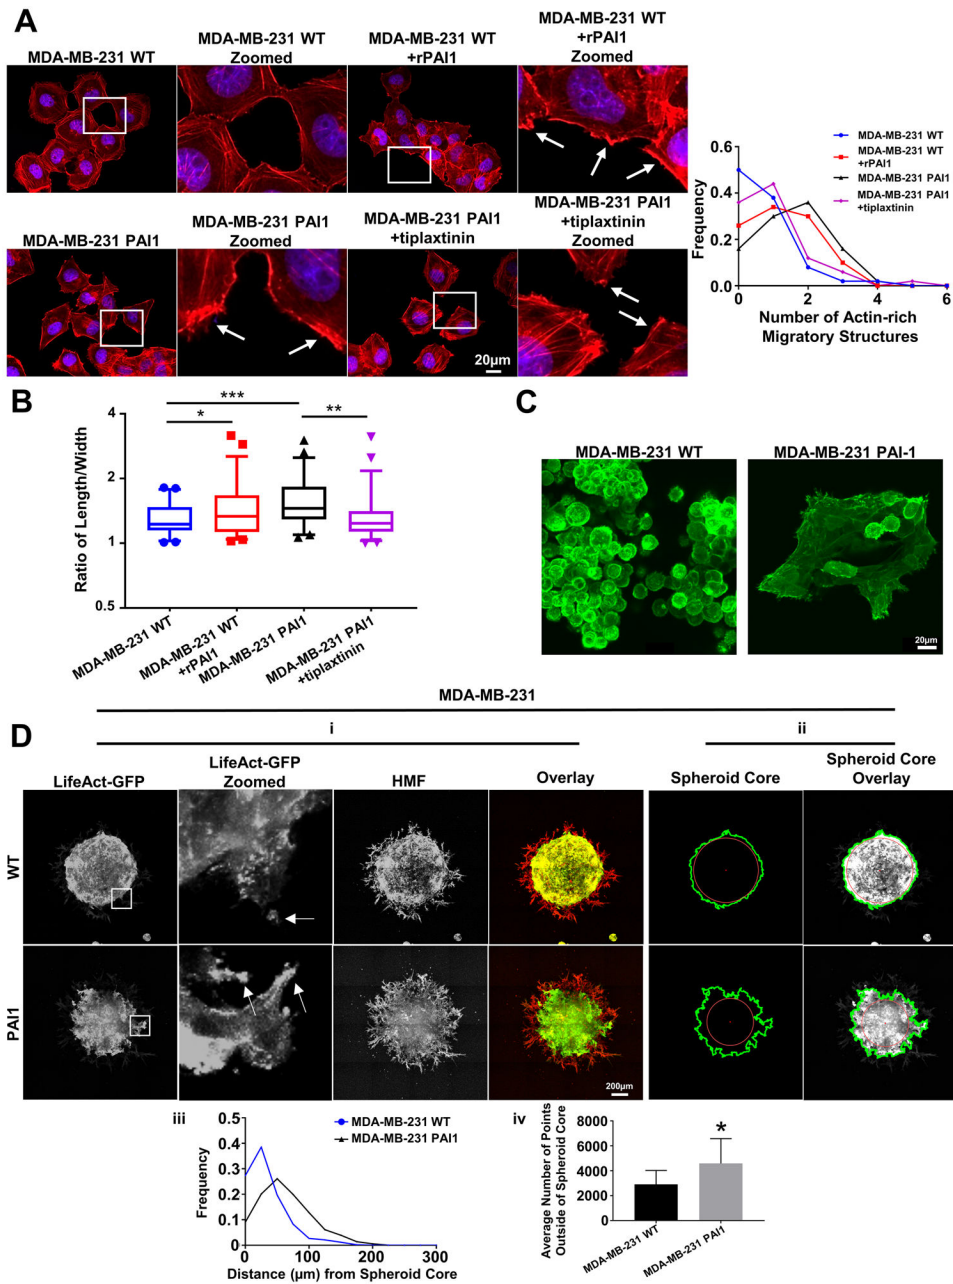 A
MDA-MB-231 WT
MDA-MB-231 WT
Zoomed
MDA-MB-231 WT
+rPAI1
MDA-MB-231 WT
+rPAI1
Zoomed
MDA-MB-231 PAI1
MDA-MB-231 PAI1
Zoomed
MDA-MB-231 PAI1
+tiplaxtinin
MDA-MB-231 PAI1
+tiplaxtinin
Zoomed
20µm
MDA-MB-231 WT
MDA-MB-231 WT
+rPAI1
MDA-MB-231 PAI1
MDA-MB-231 PAI1
+tiplaxtinin
Frequency
0.6
0.4
0.2
0.0
0
2
4
6
Number of Actin-rich
Migratory Structures
B
Ratio of Length/Width
4
2
1
0.5
***
*
**
MDA-MB-231 WT
MDA-MB-231 WT
+rPAI1
MDA-MB-231 PAI1
MDA-MB-231 PAI1
+tiplaxtinin
C
MDA-MB-231 WT
MDA-MB-231 PAI-1
20µm
MDA-MB-231
D
i
ii
LifeAct-GFP
LifeAct-GFP
Zoomed
HMF
Overlay
Spheroid Core
Spheroid Core
Overlay
WT
PAI1
200µm
iii
MDA-MB-231 WT
MDA-MB-231 PAI1
Frequency
0.5
0.4
0.3
0.2
0.1
0
0
100
200
300
Distance (µm) from Spheroid Core
iv
Average Number of Points
Outside of Spheroid Core
8000
6000
4000
2000
0
*
MDA-MB-231 WT
MDA-MB-231 PAI1